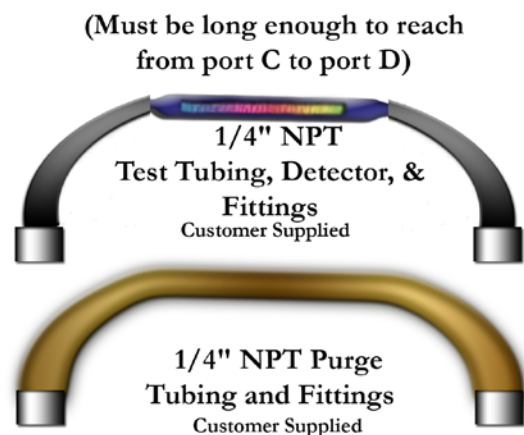 (Must be long enough to reach
from port C to port D)
1/4" NPT
Test Tubing, Detector, &
Fittings
Customer Supplied
1/4" NPT Purge
Tubing and Fittings
Customer Supplied